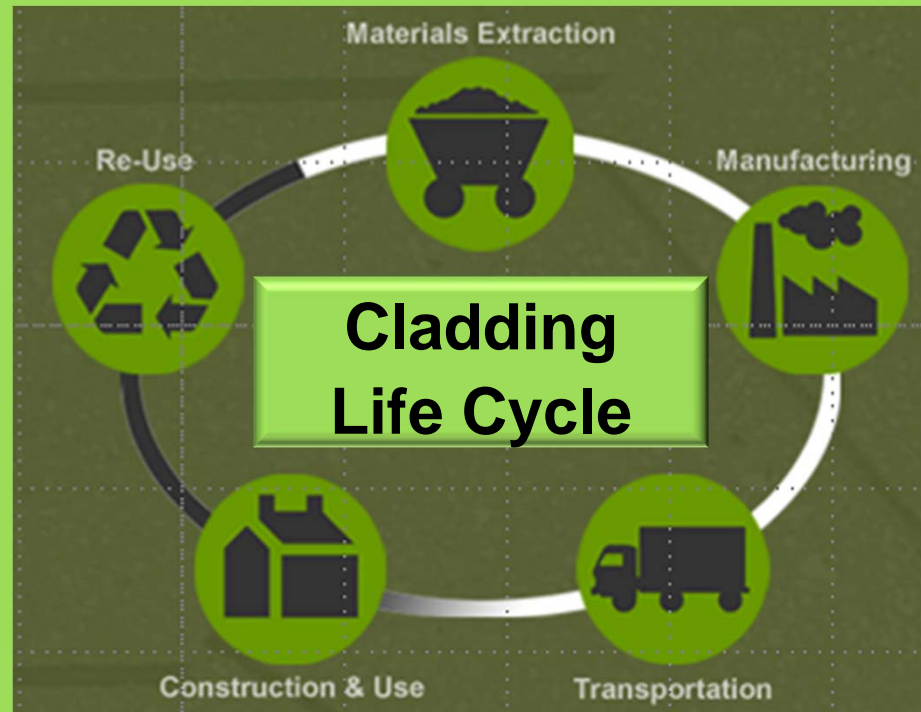 Materials Extraction
Re-Use
Manufacturing
Cladding
Life Cycle
Construction & Use
Transportation